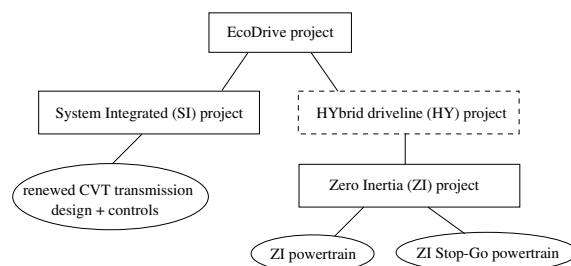 EcoDrive project
System Integrated (SI) project
HYbrid driveline (HY) project
renewed CVT transmission
design + controls
Zero Inertia (ZI) project
ZI powertrain
ZI Stop-Go powertrain